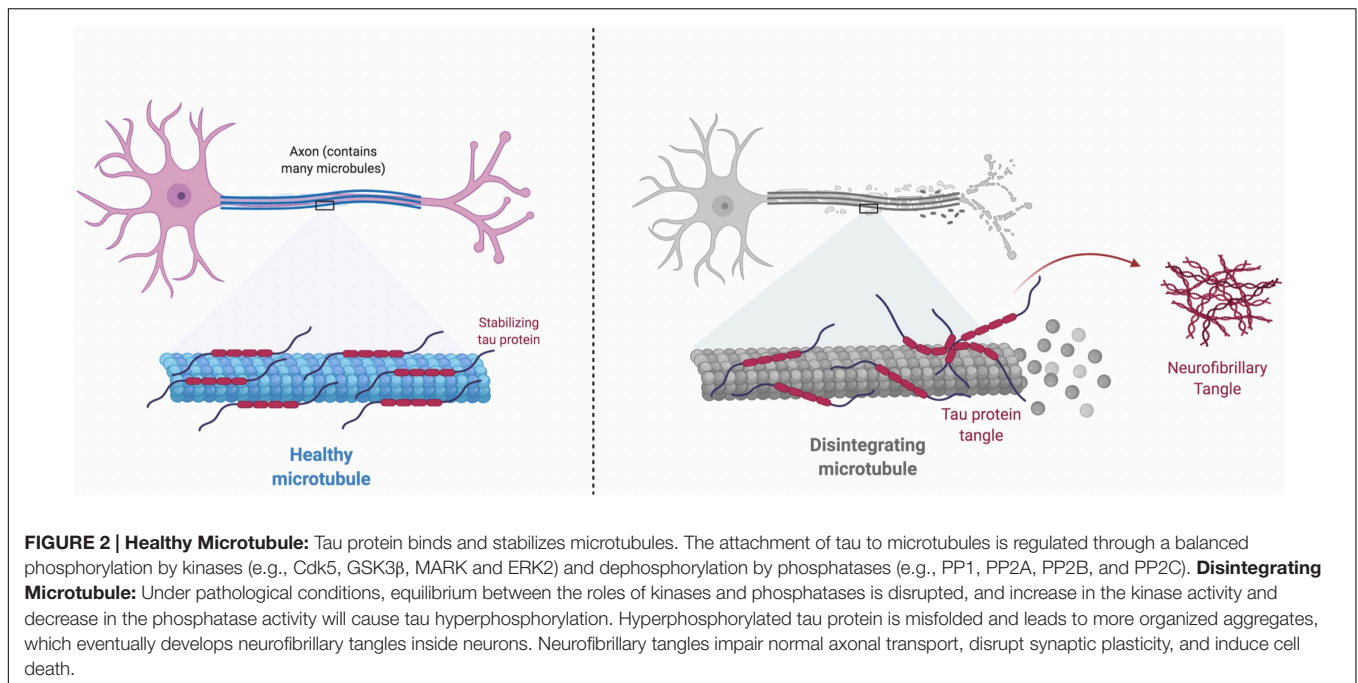 Axon (contains
many microbules)
Stabilizing
tau protein
Healthy
microtubule
Tau protein
tangle
Disintegrating
microtubule
Neurofibrillary
Tangle
FIGURE 2 | Healthy Microtubule: Tau protein binds and stabilizes microtubules. The attachment of tau to microtubules is regulated through a balanced
phosphorylation by kinases (e.g., Cdk5, GSK3β, MARK and ERK2) and dephosphorylation by phosphatases (e.g., PP1, PP2A, PP2B, and PP2C). Disintegrating
Microtubule: Under pathological conditions, equilibrium between the roles of kinases and phosphatases is disrupted, and increase in the kinase activity and
decrease in the phosphatase activity will cause tau hyperphosphorylation. Hyperphosphorylated tau protein is misfolded and leads to more organized aggregates,
which eventually develops neurofibrillary tangles inside neurons. Neurofibrillary tangles impair normal axonal transport, disrupt synaptic plasticity, and induce cell
death.